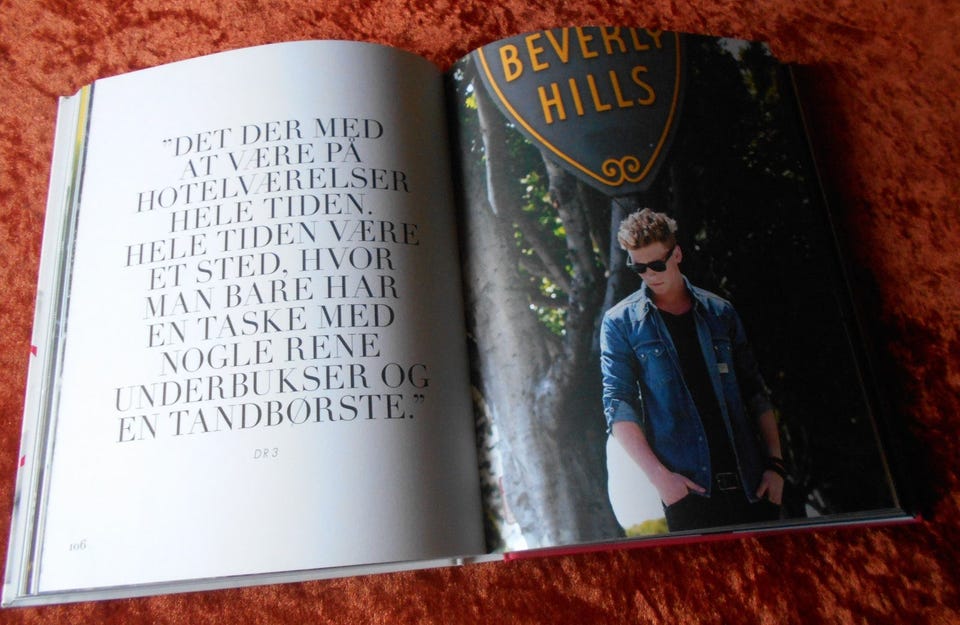 ”DET DER MED
AT VÆRE PÅ
HOTELVÆRELSER
HELE TIDEN.
HELE TIDEN VÆRE
ET STED, HVOR
MAN BARE HAR
EN TASKE MED
NOGLE RENE
UNDERBUKSER OG
EN TANDBØRSTE.”
DR3
106
BEVERLY
HILLS